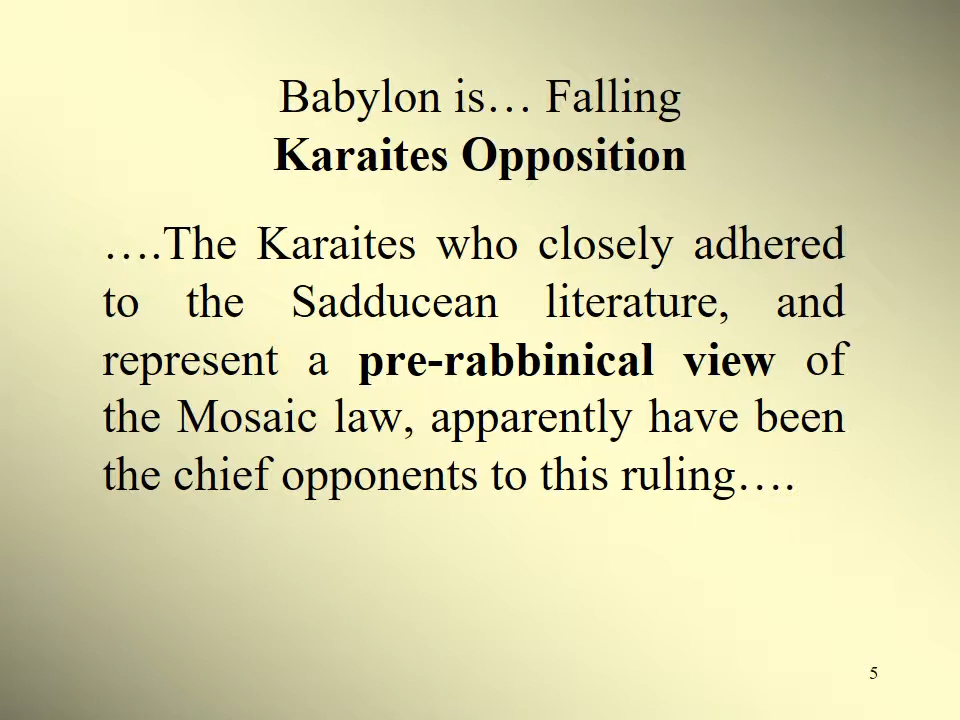 Babylon is… Falling
Karaites Opposition
….The Karaites who closely adhered
to the Sadducean literature, and
represent a pre-rabbinical view of
the Mosaic law, apparently have been
the chief opponents to this ruling….
5